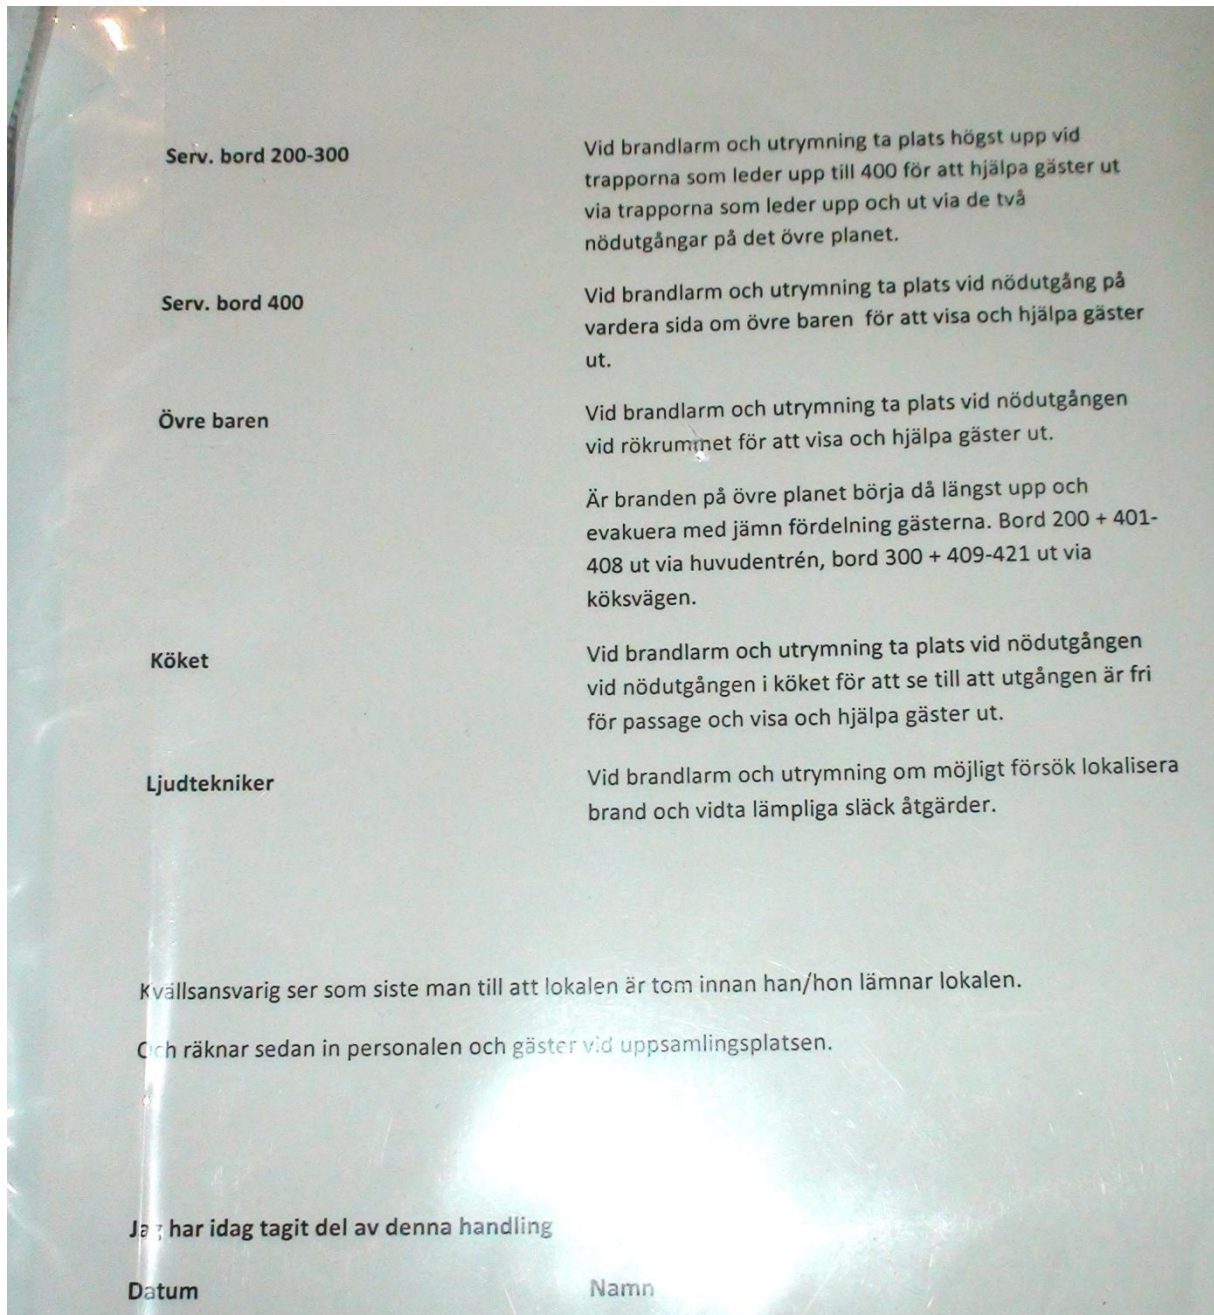 Serv. bord 200-300
Vid brandlarm och utrymning ta plats högst upp vid
trapporna som leder upp till 400 för att hjälpa gäster ut
via trapporna som leder upp och ut via de två
nödutgångar på det övre planet.
Serv. bord 400
Vid brandlarm och utrymning ta plats vid nödutgång på
vardera sida om övre baren för att visa och hjälpa gäster
ut.
Övre baren
Vid brandlarm och utrymning ta plats vid nödutgången
vid rökrummet för att visa och hjälpa gäster ut.
Är branden på övre planet börja då längst upp och
evakuera med jämn fördelning gästerna. Bord 200 + 401-
408 ut via huvudentrén, bord 300 + 409-421 ut via
köksvägen.
Köket
Vid brandlarm och utrymning ta plats vid nödutgången
vid nödutgången i köket för att se till att utgången är fri
för passage och visa och hjälpa gäster ut.
Ljudtekniker
Vid brandlarm och utrymning om möjligt försök lokalisera
brand och vidta lämpliga släck åtgärder.
Kvällsansvarig ser som siste man till att lokalen är tom innan han/hon lämnar lokalen.
Och räknar sedan in personalen och gäster vid uppsamlingsplatsen.
Jag har idag tagit del av denna handling
Datum Namn